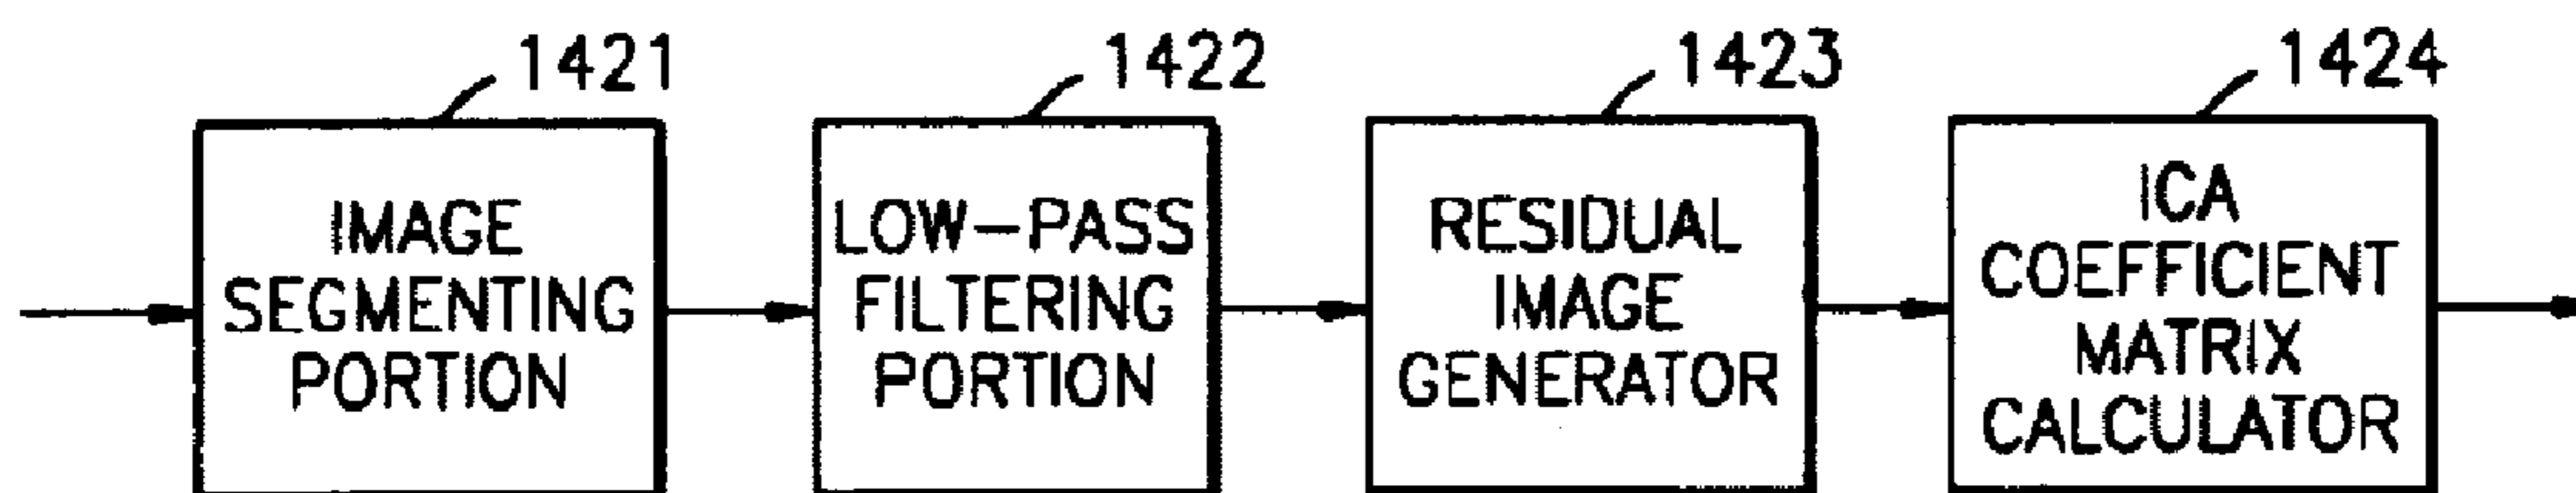 1421
1422
1423
1424
IMAGE
SEGMENTING
PORTION
LOW-PASS
FILTERING
PORTION
RESIDUAL
IMAGE
GENERATOR
ICA
COEFFICIENT
MATRIX
CALCULATOR